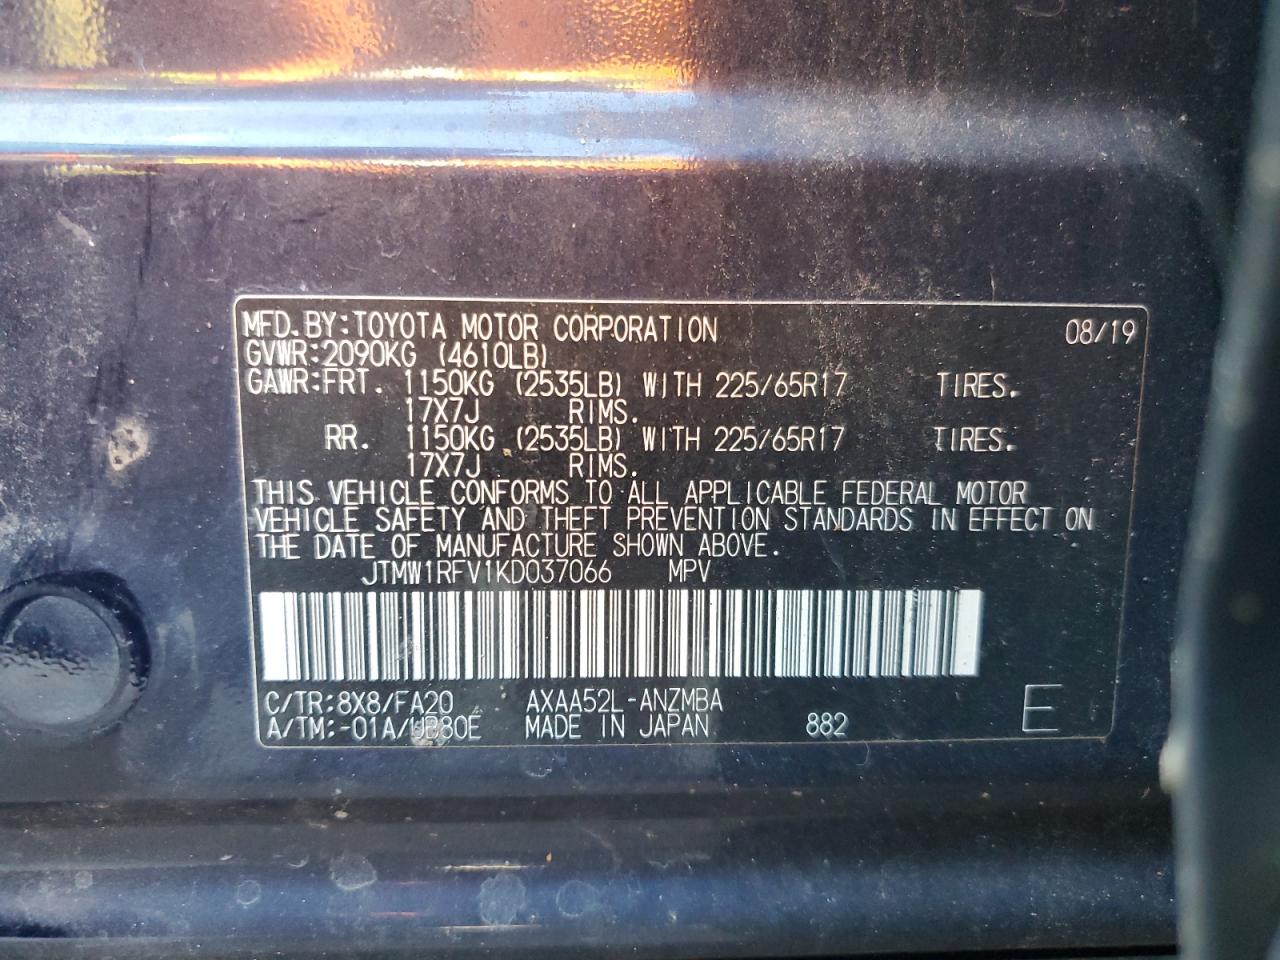 MFD.BY:TOYOTA MOTOR CORPORATION 08/19
GVWR:2090KG (4610LB)
GAWR:FRT. 1150KG (2535LB) WITH 225/65R17 TIRES.
17X7J RIMS.
RR. 1150KG (2535LB) WITH 225/65R17 TIRES.
17X7J RIMS.
THIS VEHICLE CONFORMS TO ALL APPLICABLE FEDERAL MOTOR
VEHICLE SAFETY AND THEFT PREVENTION STANDARDS IN EFFECT ON
THE DATE OF MANUFACTURE SHOWN ABOVE.
JTMW1RFV1KD037066 MPV
C/TR:8X8/FA20 AXAA52L-ANZMBA
A/TM:-01A/UB80E MADE IN JAPAN 882 E